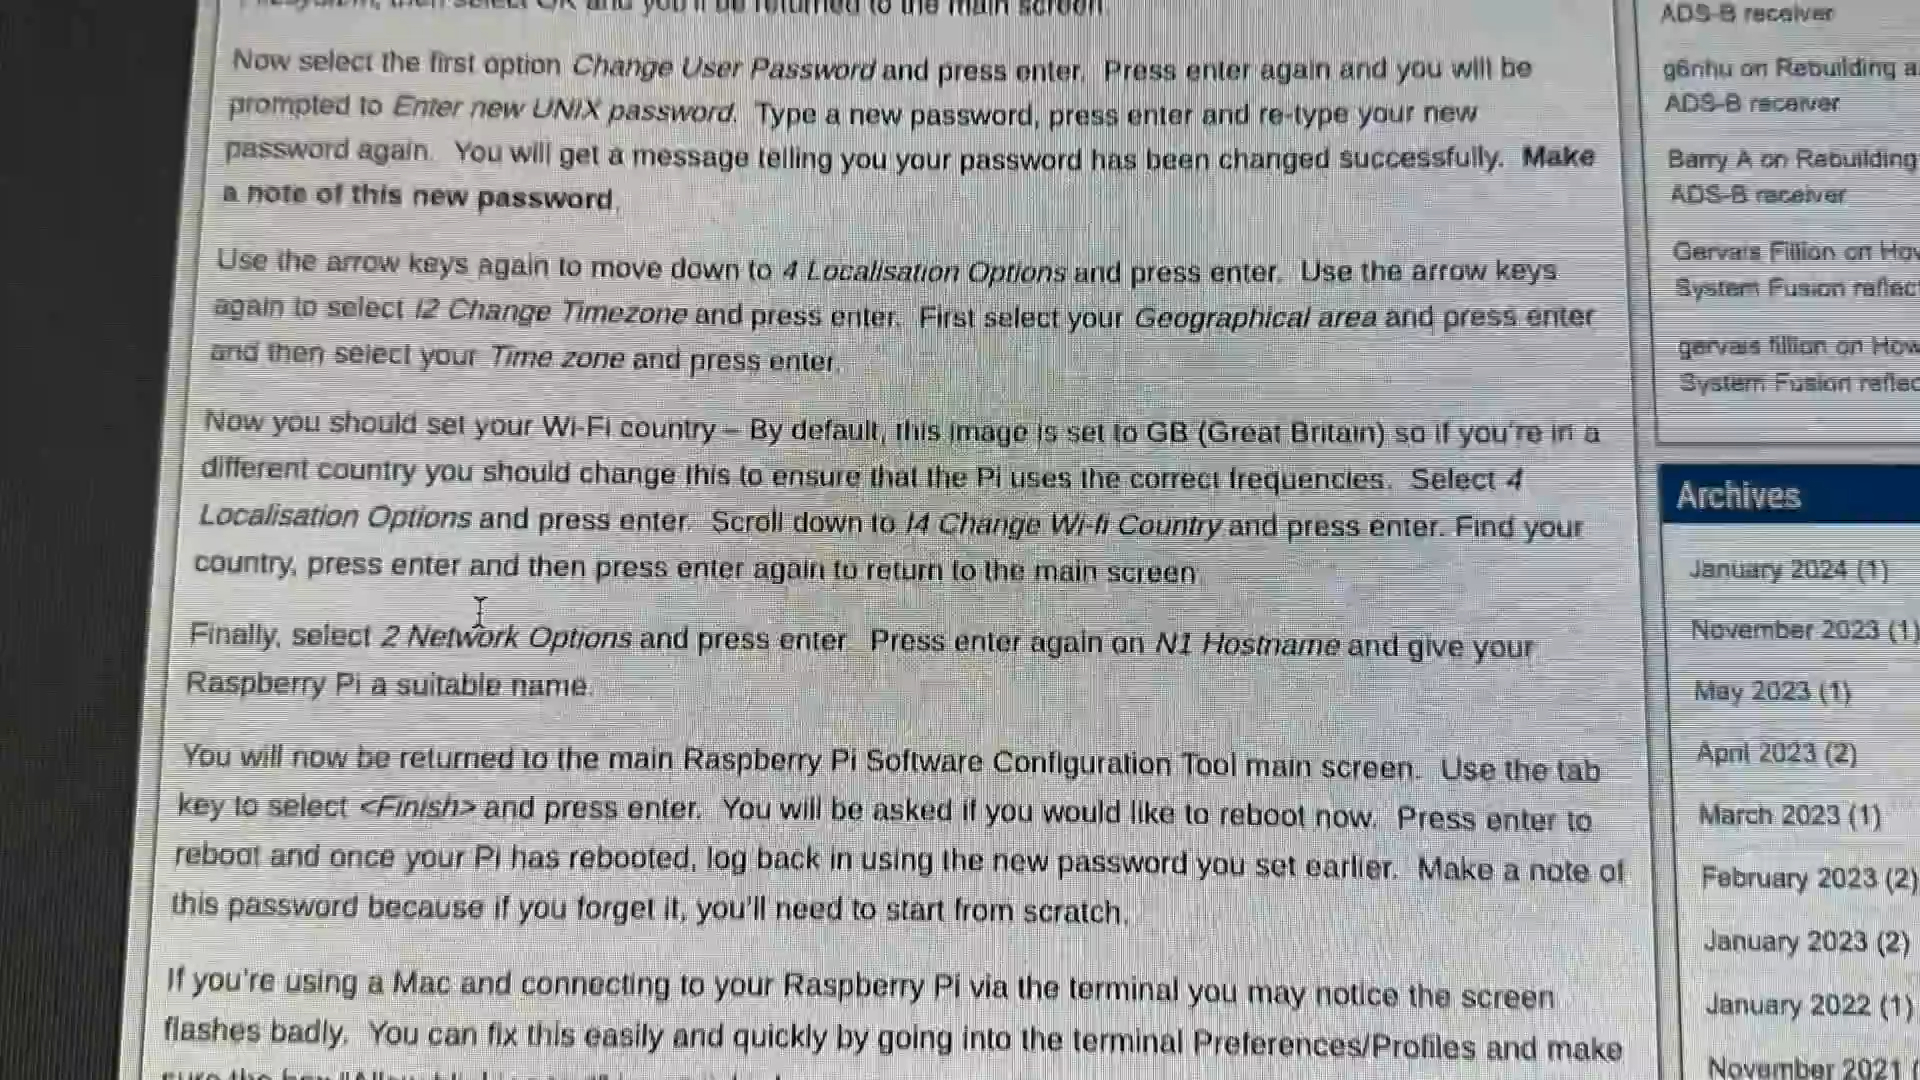 then select OK and you'll be returned to the main screen.
Now select the first option Change User Password and press enter. Press enter again and you will be
prompted to Enter new UNIX password. Type a new password, press enter and re-type your new
password again. You will get a message telling you your password has been changed successfully. Make
a note of this new password.
Use the arrow keys again to move down to 4 Localisation Options and press enter. Use the arrow keys
again to select I2 Change Timezone and press enter. First select your Geographical area and press enter
and then select your Time zone and press enter.
Now you should set your Wi-Fi country – By default, this image is set to GB (Great Britain) so if you're in a
different country you should change this to ensure that the Pi uses the correct frequencies. Select 4
Localisation Options and press enter. Scroll down to I4 Change Wi-fi Country and press enter. Find your
country, press enter and then press enter again to return to the main screen.
Finally, select 2 Network Options and press enter. Press enter again on N1 Hostname and give your
Raspberry Pi a suitable name.
You will now be returned to the main Raspberry Pi Software Configuration Tool main screen. Use the tab
key to select <Finish> and press enter. You will be asked if you would like to reboot now. Press enter to
reboot and once your Pi has rebooted, log back in using the new password you set earlier. Make a note of
this password because if you forget it, you'll need to start from scratch.
If you're using a Mac and connecting to your Raspberry Pi via the terminal you may notice the screen
flashes badly. You can fix this easily and quickly by going into the terminal Preferences/Profiles and make
ADS-B receiver
g6nhu on Rebuilding a
ADS-B receiver
Barry A on Rebuilding
ADS-B receiver
Gervais Fillion on How
System Fusion reflec
gervais fillion on How
System Fusion reflec
Archives
January 2024 (1)
November 2023 (1)
May 2023 (1)
April 2023 (2)
March 2023 (1)
February 2023 (2)
January 2023 (2)
January 2022 (1)
November 2021